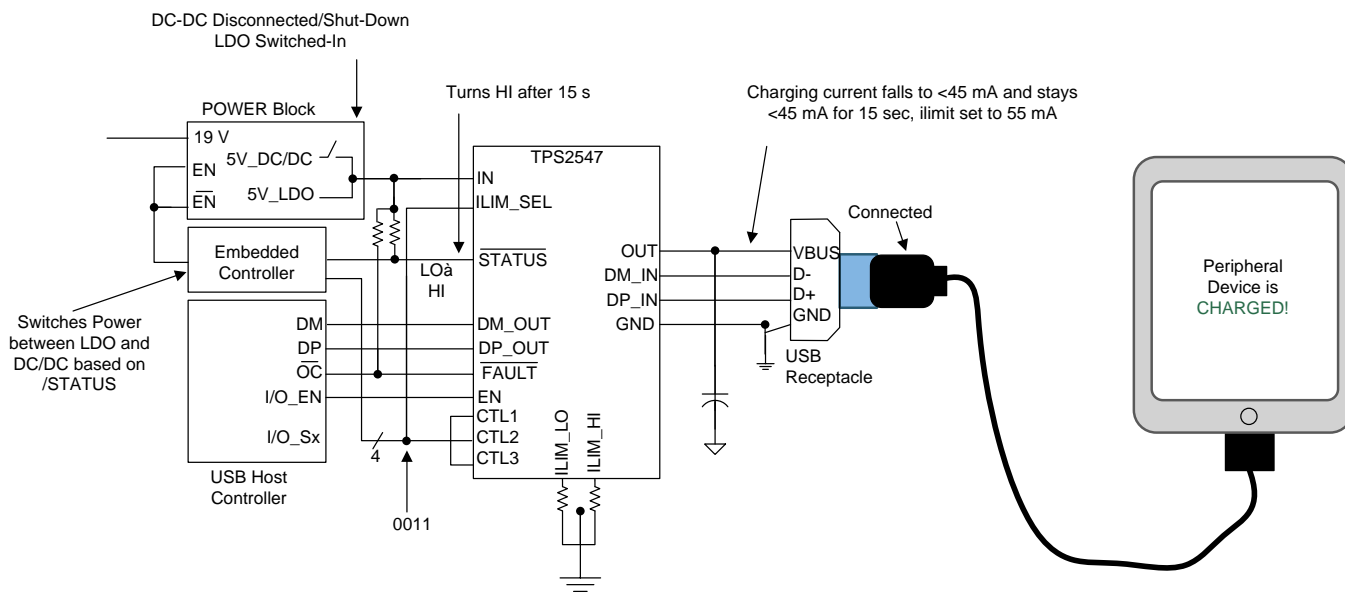 DC-DC Disconnected/Shut-Down
LDO Switched-In
POWER Block
19 V
EN
EN
5V_DC/DC
5V_LDO
Embedded
Controller
Switches Power
between LDO and
DC/DC based on
/STATUS
DM
DP
OC
I/O_EN
I/O_Sx
USB Host
Controller
Turns HI after 15 s
LOà
HI
4
0011
TPS2547
IN
ILIM_SEL
STATUS
DM_OUT
DP_OUT
FAULT
EN
CTL1
CTL2
CTL3
ILIM_LO
ILIM_HI
OUT
DM_IN
DP_IN
GND
Charging current falls to <45 mA and stays
<45 mA for 15 sec, ilimit set to 55 mA
VBUS
D-
D+
GND
USB
Receptacle
Connected
Peripheral
Device is
CHARGED!